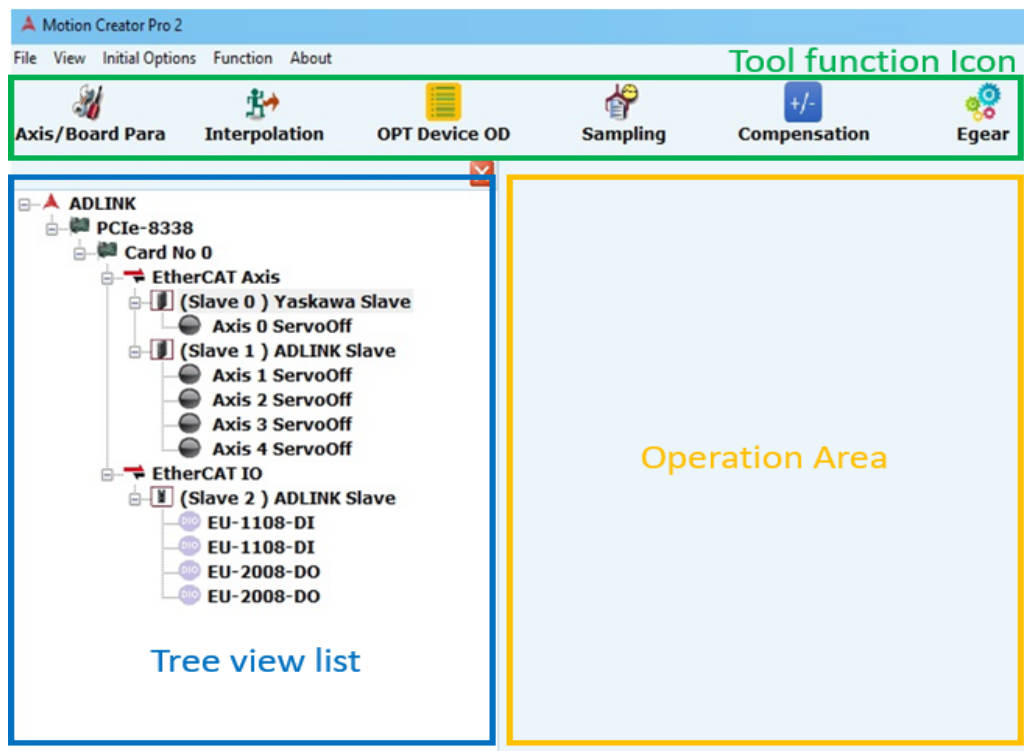 Motion Creator Pro 2
File View Initial Options Function About
Tool function Icon
Axis/Board Para Interpolation OPT Device OD Sampling +/- Compensation Egear
ADLINK
PCIe-8338
Card No 0
EtherCAT Axis
(Slave 0 ) Yaskawa Slave
Axis 0 ServoOff
(Slave 1 ) ADLINK Slave
Axis 1 ServoOff
Axis 2 ServoOff
Axis 3 ServoOff
Axis 4 ServoOff
EtherCAT IO
(Slave 2 ) ADLINK Slave
DIO EU-1108-DI
DIO EU-1108-DI
DIO EU-2008-DO
DIO EU-2008-DO
Tree view list
Operation Area